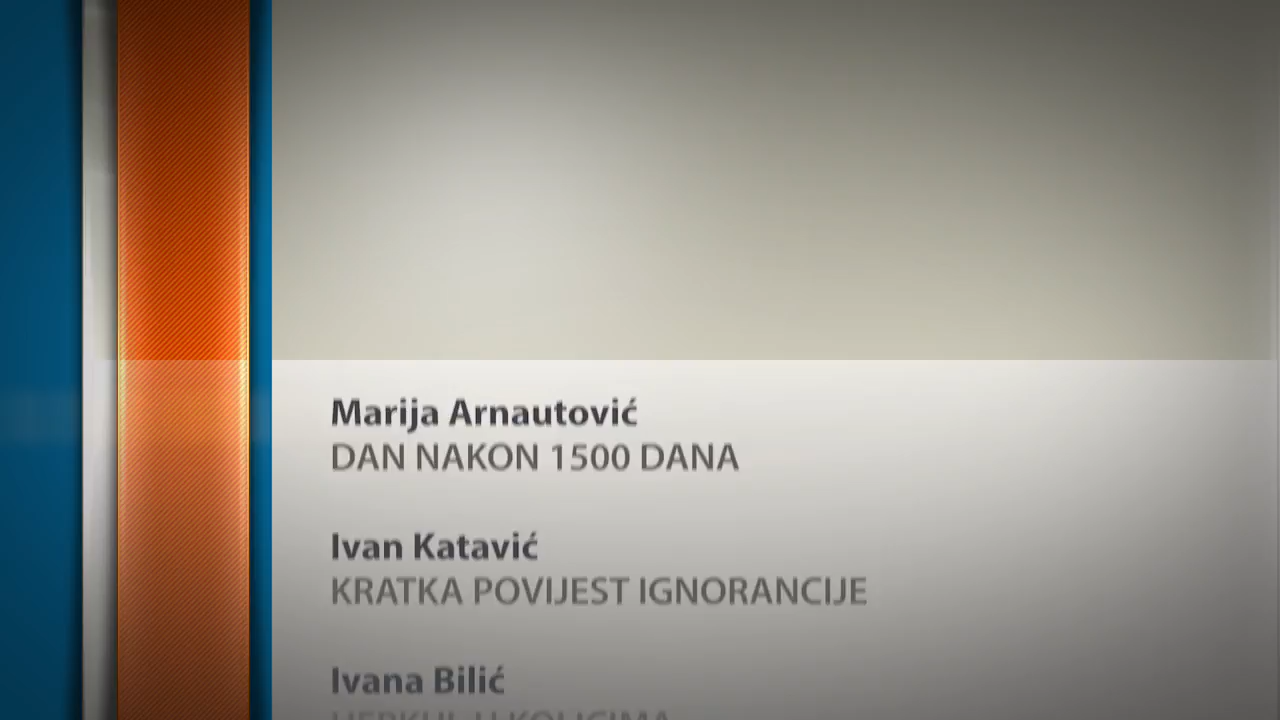 Marija Arnautović
DAN NAKON 1500 DANA
Ivan Katavić
KRATKA POVIJEST IGNORANCIJE
Ivana Bilić